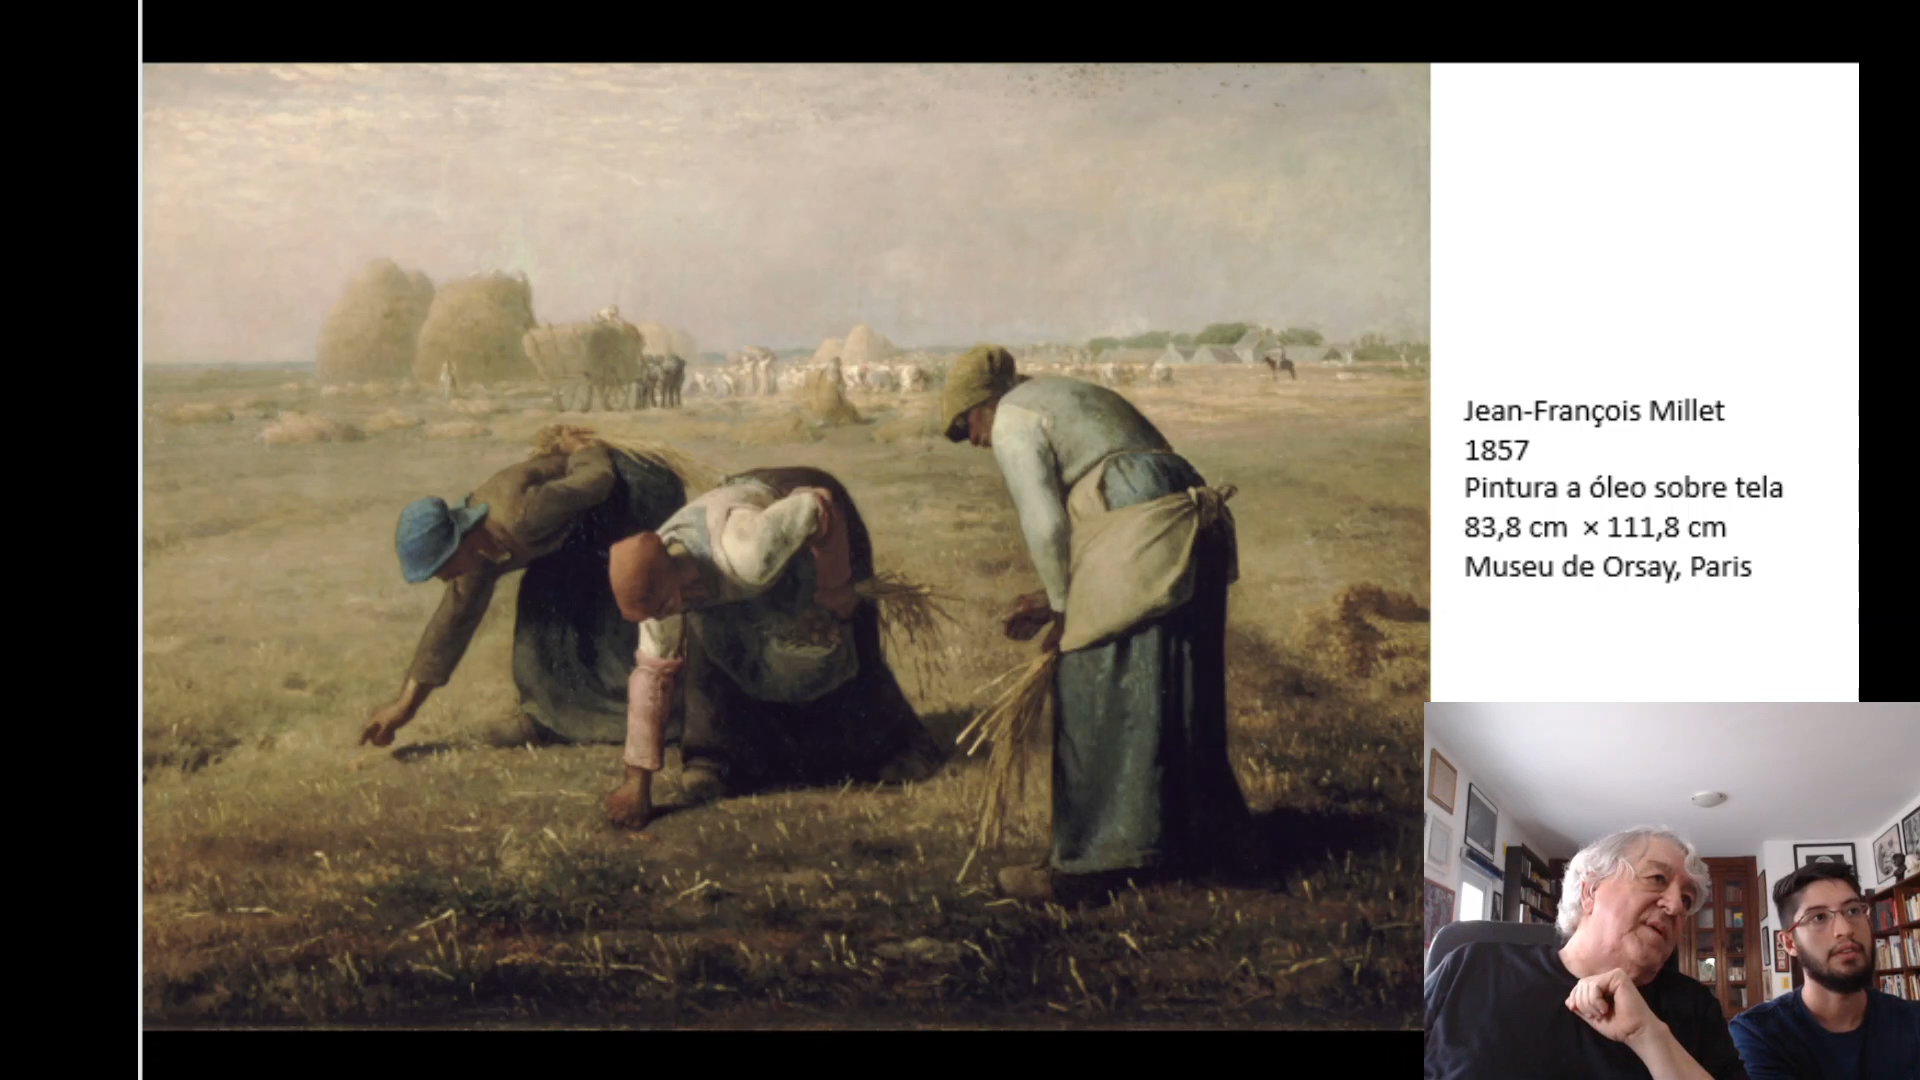 Jean-François Millet
1857
Pintura a óleo sobre tela
83,8 cm × 111,8 cm
Museu de Orsay, Paris